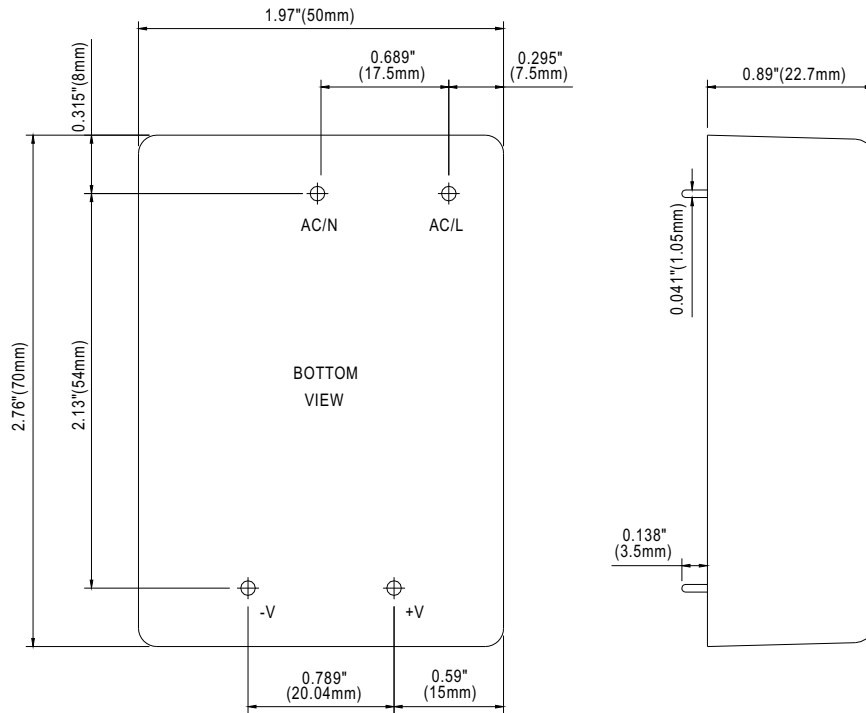 1.97"(50mm)
0.689"
(17.5mm)
0.295"
(7.5mm)
0.89"(22.7mm)
0.315"(8mm)
AC/N
AC/L
0.041"(1.05mm)
2.76"(70mm)
2.13"(54mm)
BOTTOM
VIEW
0.138"
(3.5mm)
-V
+V
0.789"
(20.04mm)
0.59"
(15mm)